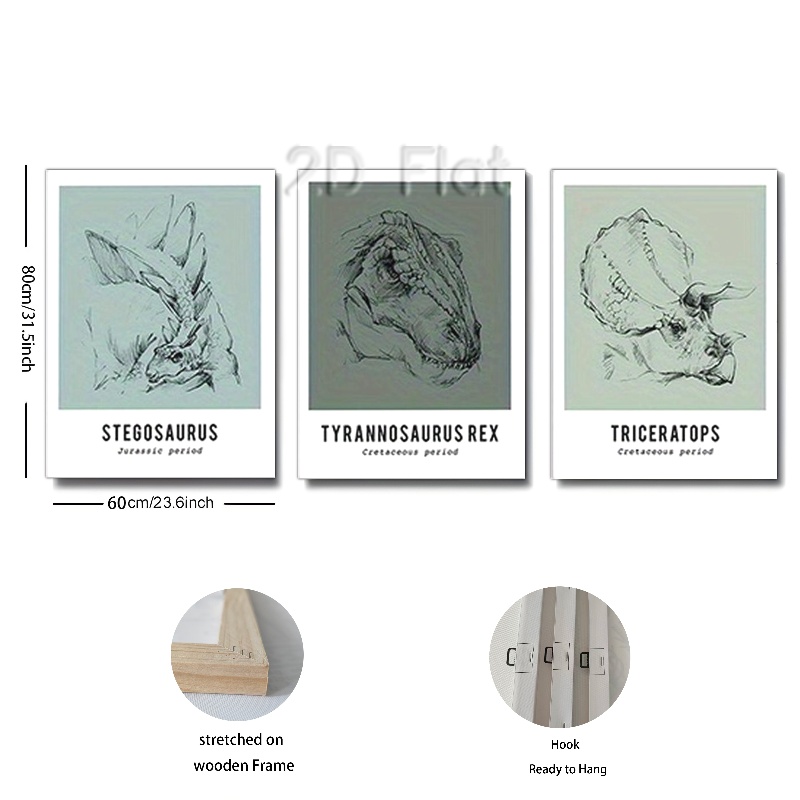 2D Flat
80cm/31.5inch
STEGOSAURUS
Jurassic period
TYRANNOSAURUS REX
Cretaceous period
TRICERATOPS
Cretaceous period
60cm/23.6inch
stretched on
wooden Frame
Hook
Ready to Hang